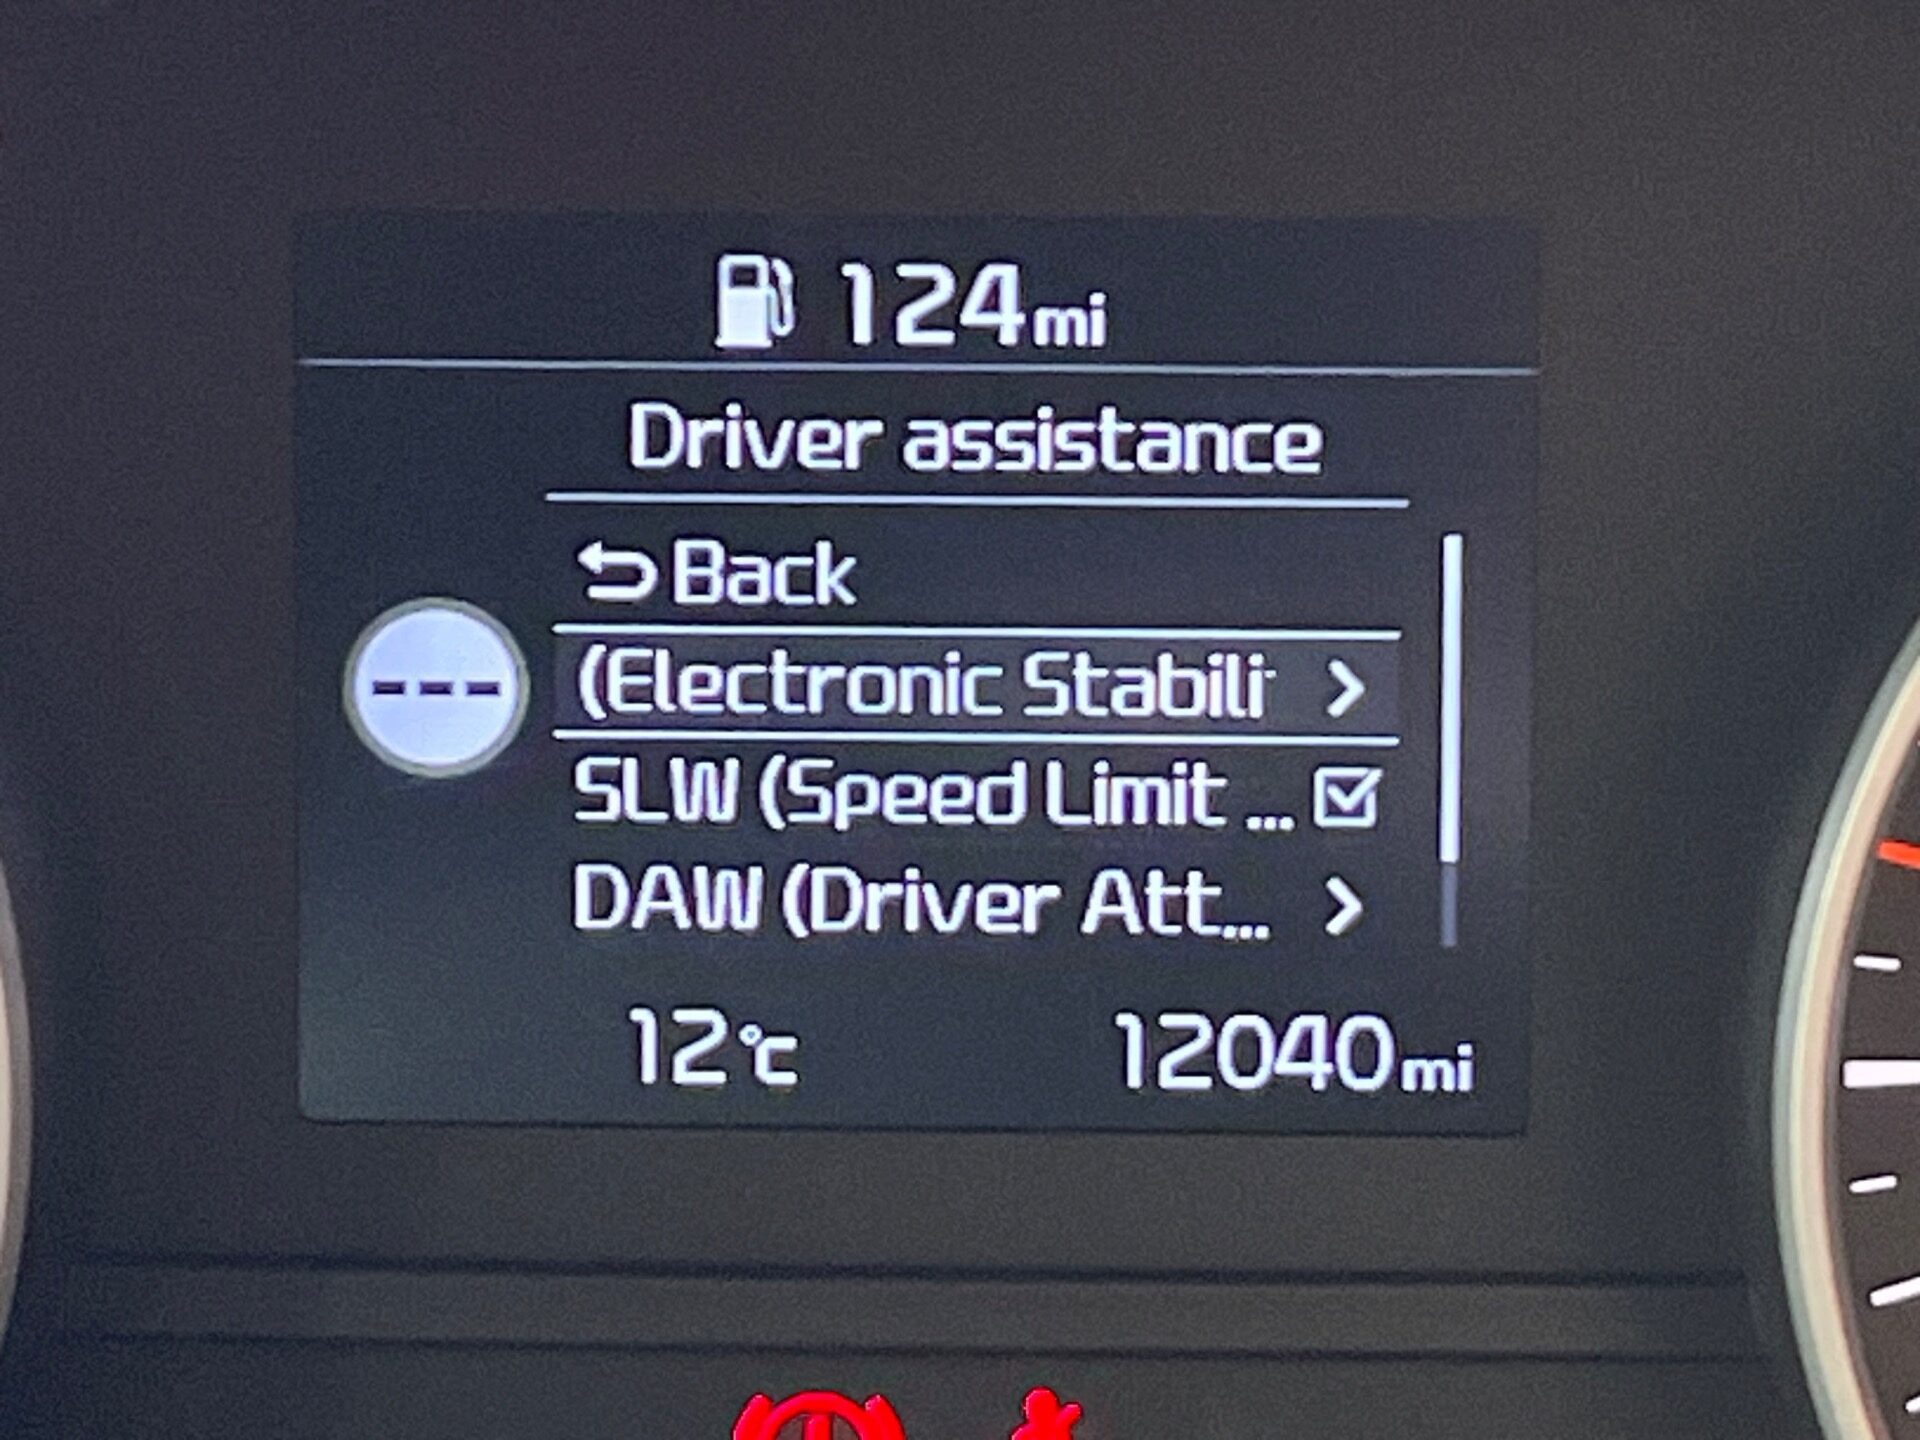 124mi
Driver assistance
Back
(Electronic Stabili
SLW (Speed Limit ...
DAW (Driver Att...
12°C
12040mi